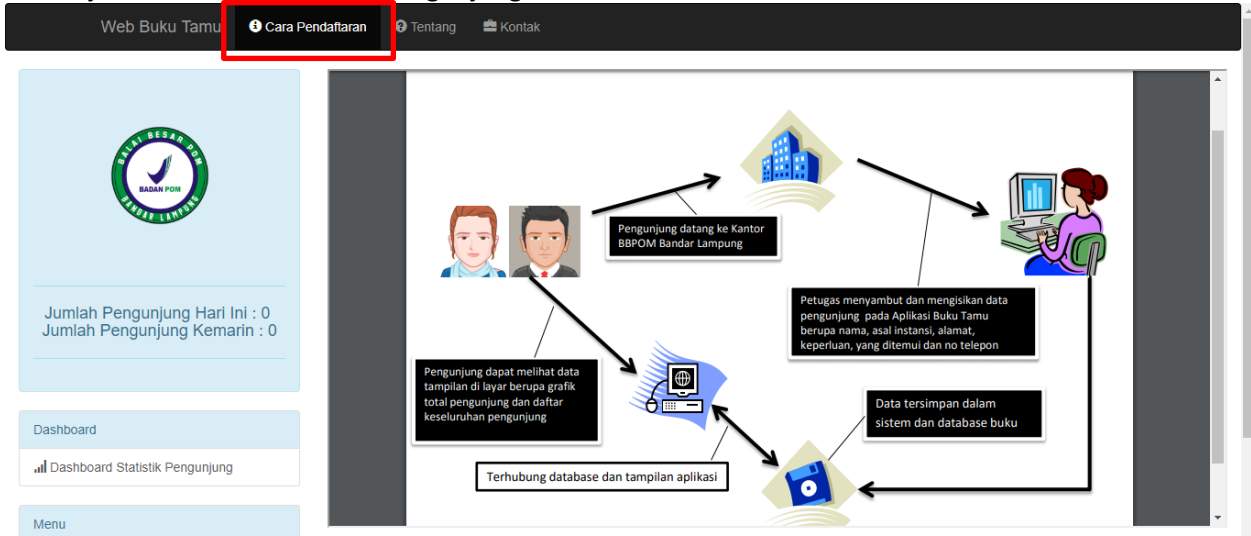 Web Buku Tamu
Cara Pendaftaran
Tentang
Kontak
BALAI BESAR POM
BADAN POM
BANDAR LAMPUNG
Jumlah Pengunjung Hari Ini : 0
Jumlah Pengunjung Kemarin : 0
Dashboard
Dashboard Statistik Pengunjung
Menu
Pengunjung datang ke Kantor
BBPOM Bandar Lampung
Petugas menyambut dan mengisikan data
pengunjung pada Aplikasi Buku Tamu
berupa nama, asal instansi, alamat,
keperluan, yang ditemui dan no telepon
Pengunjung dapat melihat data
tampilan di layar berupa grafik
total pengunjung dan daftar
keseluruhan pengunjung
Data tersimpan dalam
sistem dan database buku
Terhubung database dan tampilan aplikasi